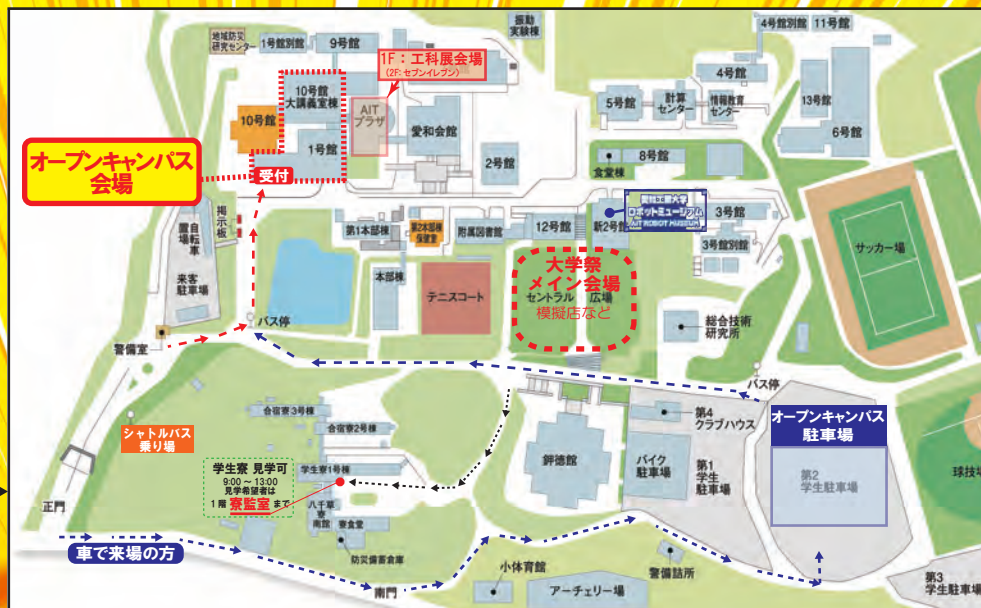 地域防災
研究センター
1号館別館
9号館
振動
実験棟
4号館別館
11号館
1F：工科展会場
(2F:セブンイレブン)
10号館
大講義室棟
10号館
AIT
プラザ
愛和会館
1号館
2号館
4号館
5号館
計算
センター
情報教育
センター
13号館
6号館
オープンキャンパス
会場
受付
食堂棟
8号館
掲示板
自転車
置場
来客
駐車場
第1本部棟
第2本部棟
保健室
附属図書館
12号館
新2号館
ロボットミュージアム
AIT ROBOT MUSEUM
3号館
3号館別館
サッカー場
本部棟
テニスコート
大学祭
メイン会場
セントラル 広場
模擬店など
総合技術
研究所
バス停
警備室
バス停
シャトルバス
乗り場
合宿寮3号棟
合宿寮2号棟
学生寮1号棟
学生寮 見学可
9:00 ～ 13:00
見学希望者は
1階 寮監室 まで
八千草
寮
南館
寮食堂
防災備蓄倉庫
鉀徳館
第4
クラブハウス
バイク
駐車場
第1
学生
駐車場
オープンキャンパス
駐車場
第2
学生駐車場
球技場
正門
車で来場の方
南門
小体育館
アーチェリー場
警備詰所
第3
学生駐車場